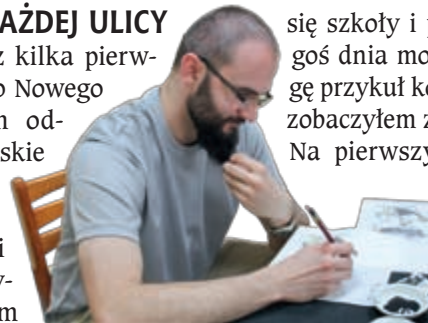 AŻDEJ ULICY
z kilka pierw-
o Nowego
m od-
skie
i
y-
m
się szkoły i p
goś dnia mo
gę przykuł ko
zobaczyłem z
Na pierwszy